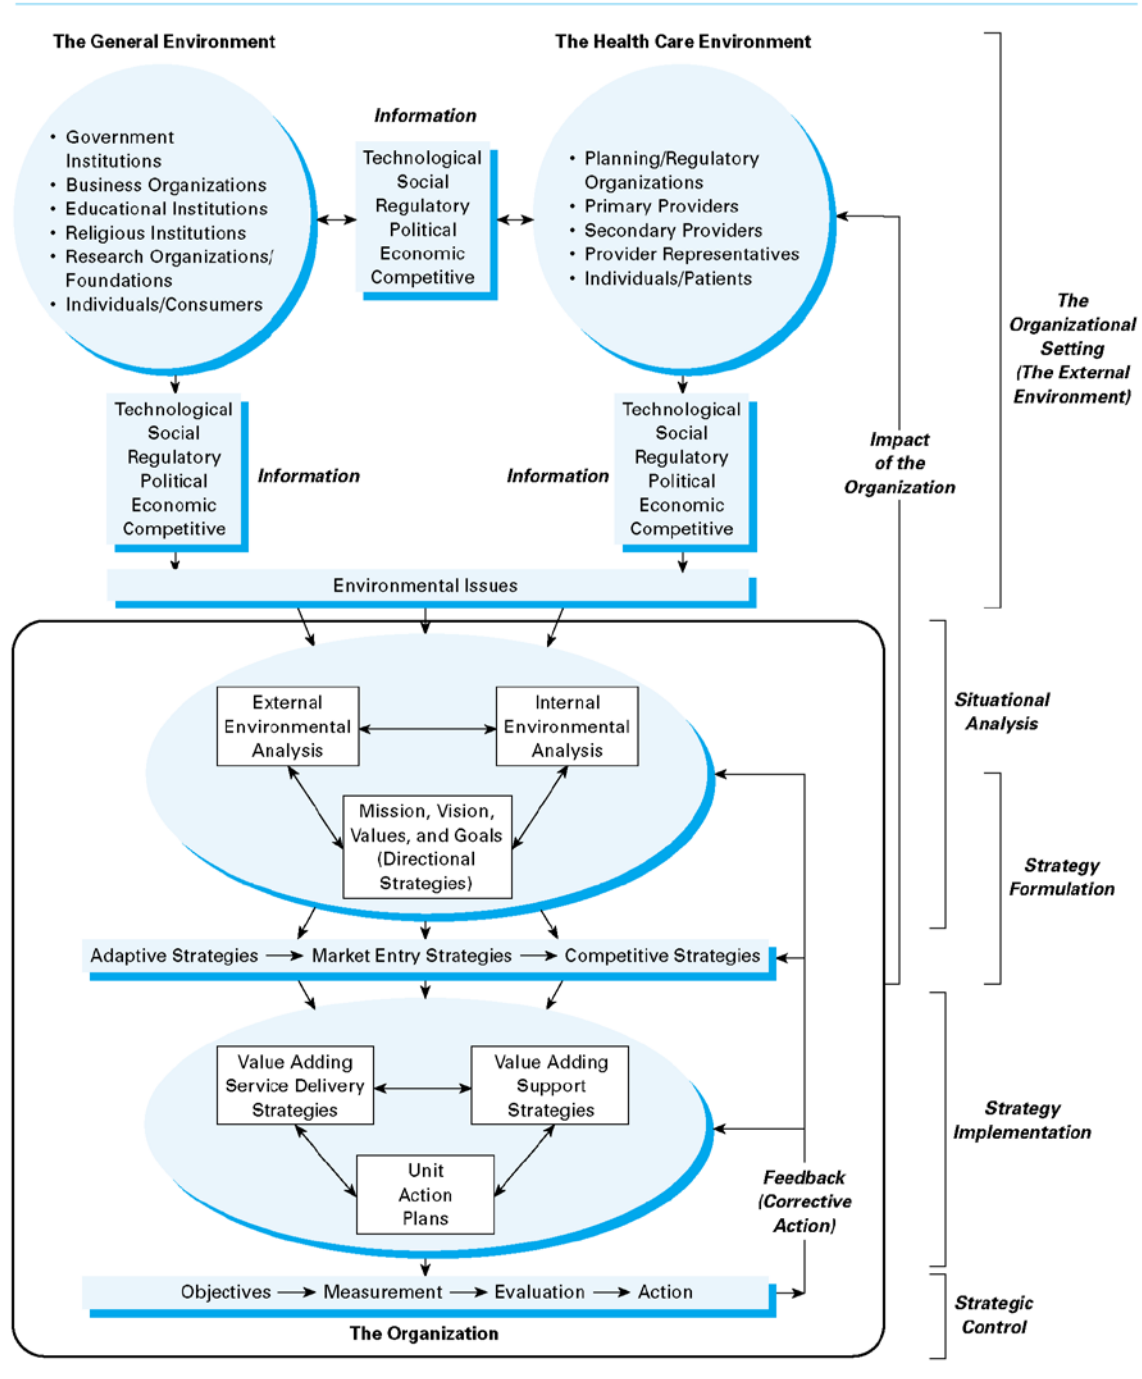 The General Environment
The Health Care Environment
• Government
Institutions
• Business Organizations
• Educational Institutions
• Religious Institutions
• Research Organizations/
Foundations
• Individuals/Consumers
Information
Technological
Social
Regulatory
Political
Economic
Competitive
• Planning/Regulatory
Organizations
• Primary Providers
• Secondary Providers
• Provider Representatives
• Individuals/Patients
The
Organizational
Setting
(The External
Environment)
Technological
Social
Regulatory
Political
Economic
Competitive
Information
Information
Technological
Social
Regulatory
Political
Economic
Competitive
Impact
of the
Organization
Environmental Issues
External
Environmental
Analysis
Internal
Environmental
Analysis
Mission, Vision,
Values, and Goals
(Directional
Strategies)
Situational
Analysis
Strategy
Formulation
Adaptive Strategies
Market Entry Strategies
Competitive Strategies
Value Adding
Service Delivery
Strategies
Value Adding
Support
Strategies
Unit
Action
Plans
Strategy
Implementation
Feedback
(Corrective
Action)
Objectives
Measurement
Evaluation
Action
The Organization
Strategic
Control